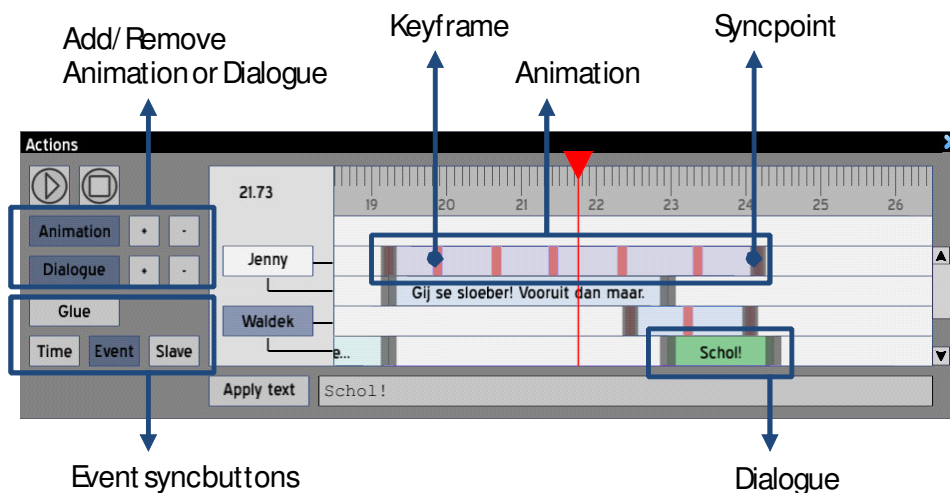 Keyframe
Syncpoint
Add/ Remove
Animation or Dialogue
Animation
Actions
21.73
19 20 21 22 23 24 25 26
Animation + -
Jenny
Dialogue + -
Gij se sloeber! Vooruit dan maar.
Glue
Waldek
Time Event Slave
e...
Schol!
Apply text Schol!
Event syncbuttons
Dialogue